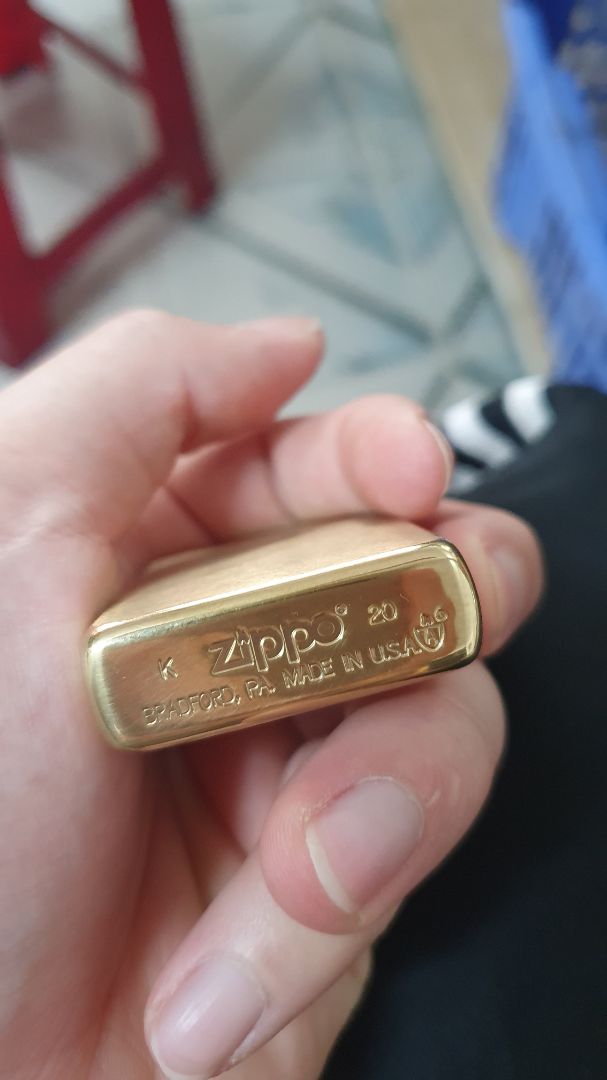 K zippo® 20
BRADFORD, PA. MADE IN U.S.A.